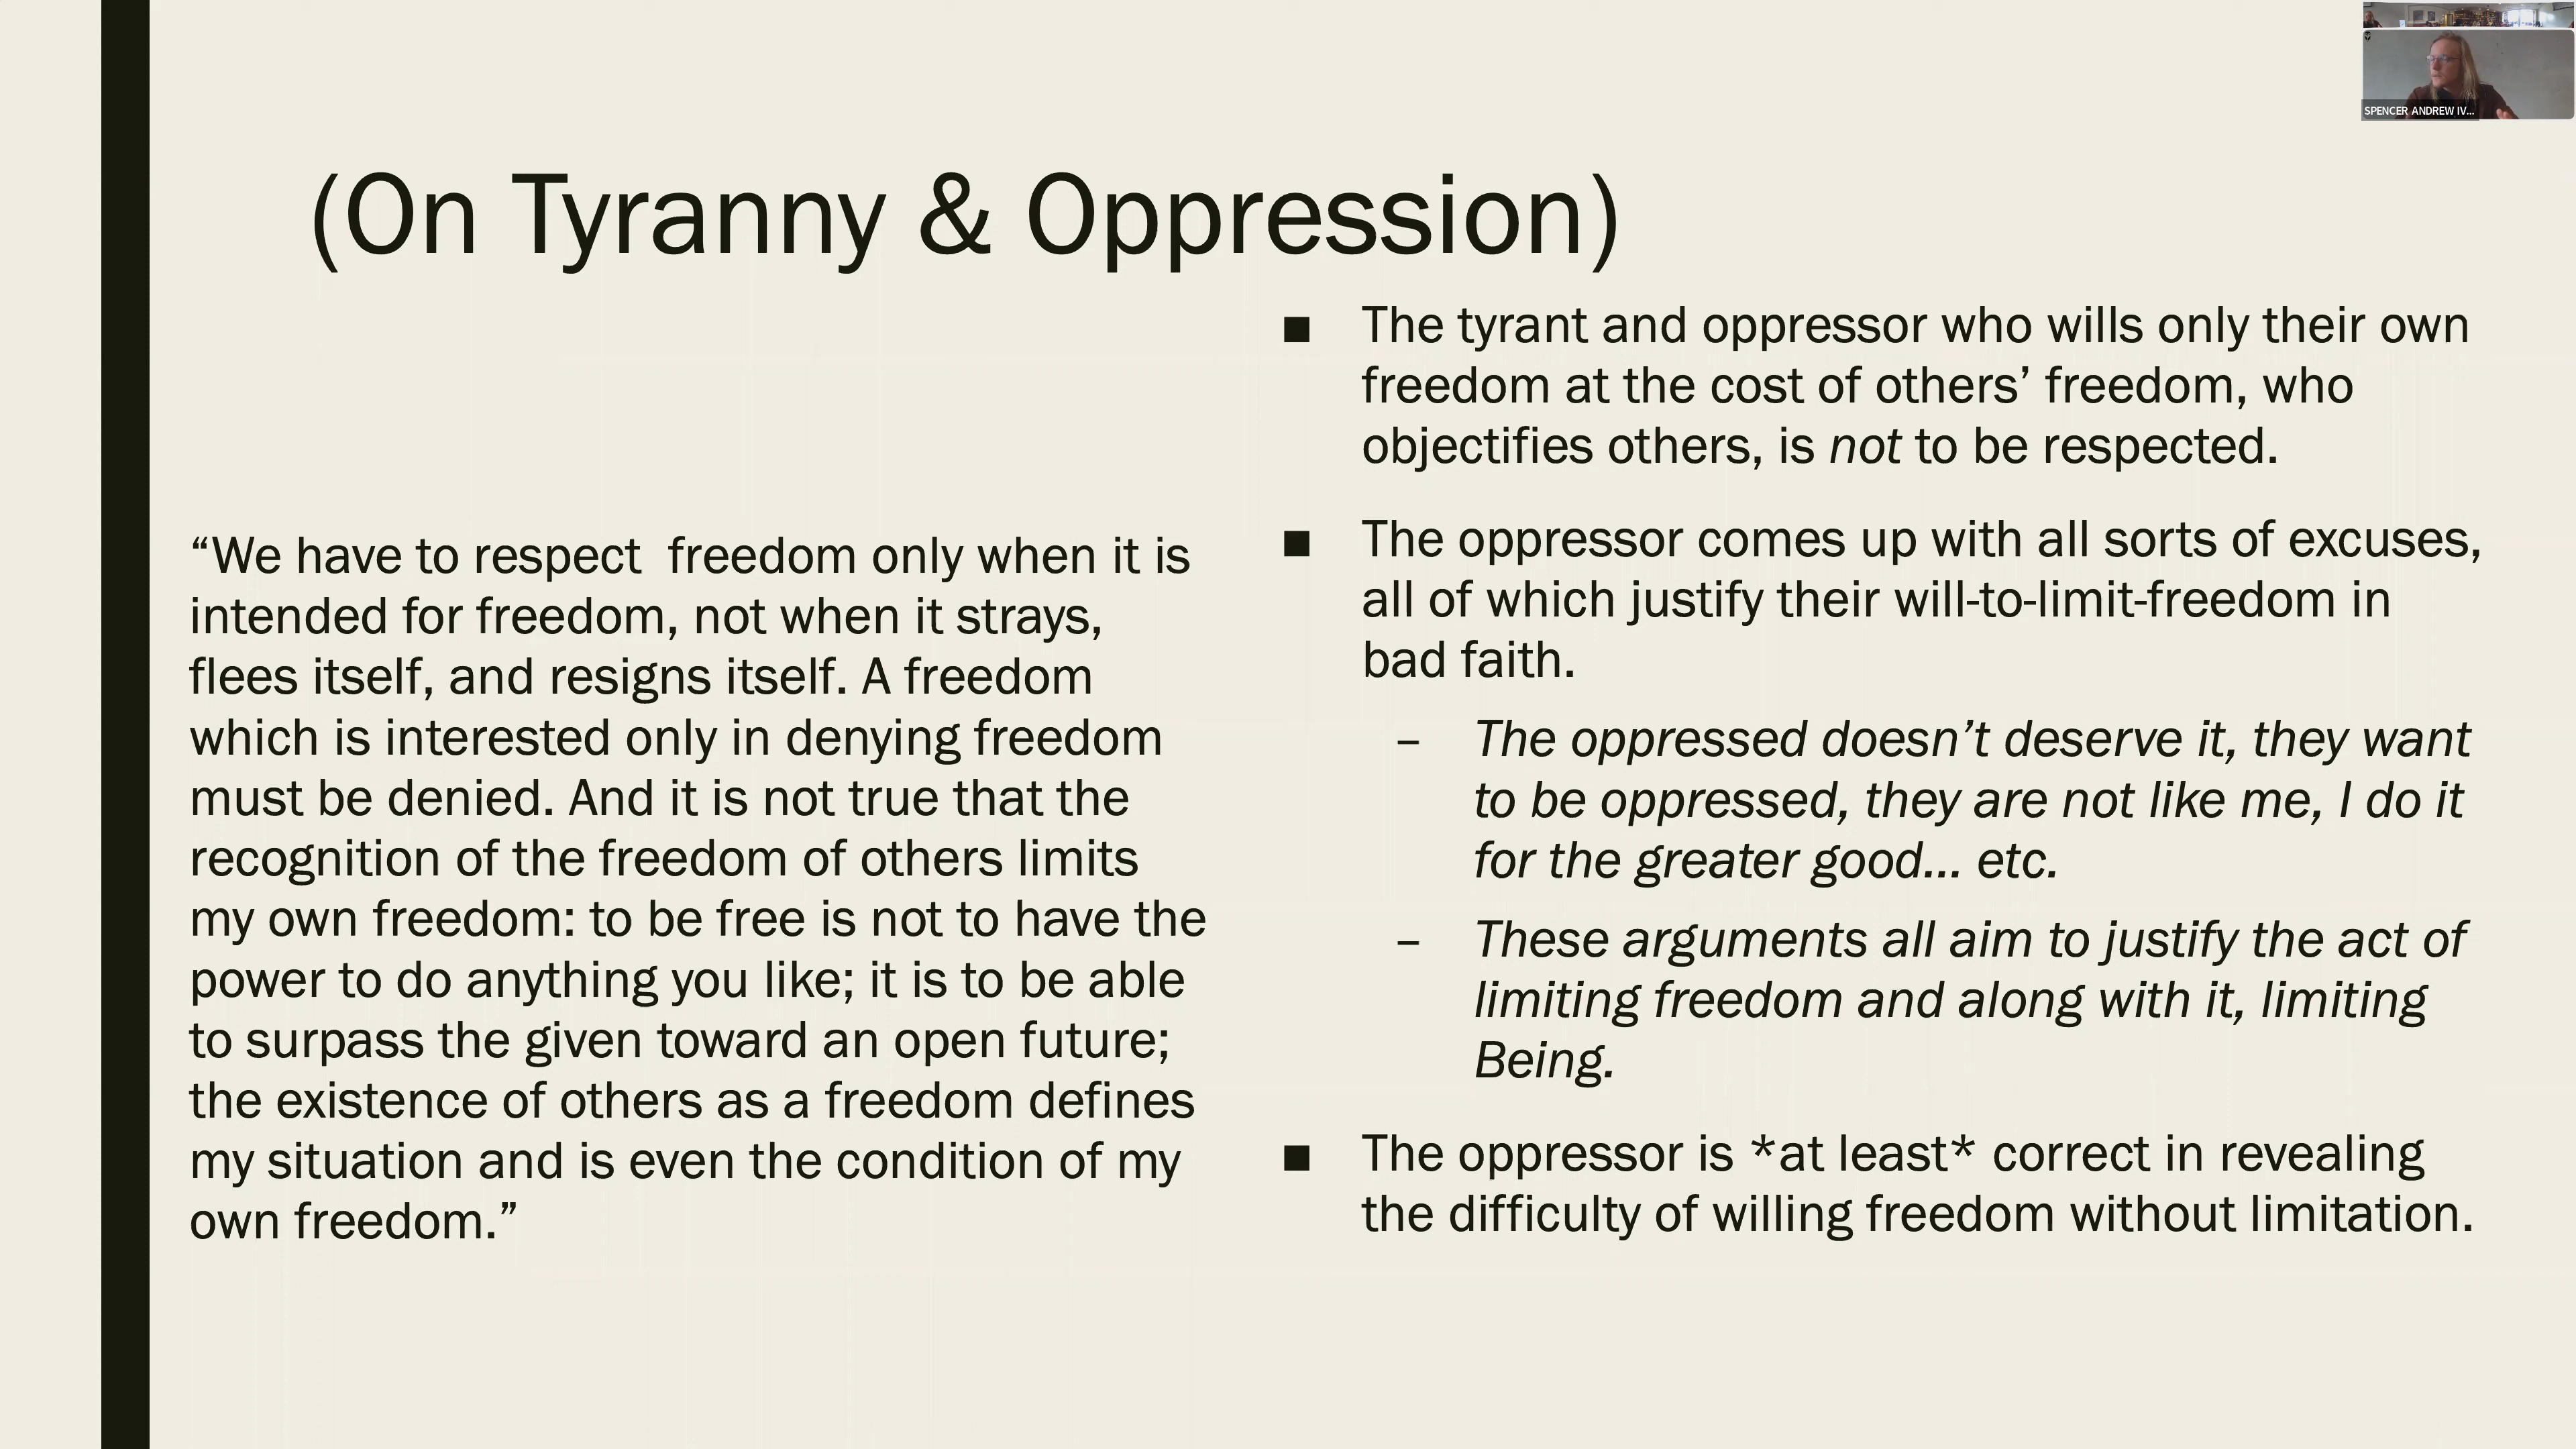 SPENCER ANDREW IV...
(On Tyranny & Oppression)
“We have to respect  freedom only when it is
intended for freedom, not when it strays,
flees itself, and resigns itself. A freedom
which is interested only in denying freedom
must be denied. And it is not true that the
recognition of the freedom of others limits
my own freedom: to be free is not to have the
power to do anything you like; it is to be able
to surpass the given toward an open future;
the existence of others as a freedom defines
my situation and is even the condition of my
own freedom.”
■ The tyrant and oppressor who wills only their own
freedom at the cost of others’ freedom, who
objectifies others, is not to be respected.
■ The oppressor comes up with all sorts of excuses,
all of which justify their will-to-limit-freedom in
bad faith.
– The oppressed doesn’t deserve it, they want
to be oppressed, they are not like me, I do it
for the greater good... etc.
– These arguments all aim to justify the act of
limiting freedom and along with it, limiting
Being.
■ The oppressor is *at least* correct in revealing
the difficulty of willing freedom without limitation.